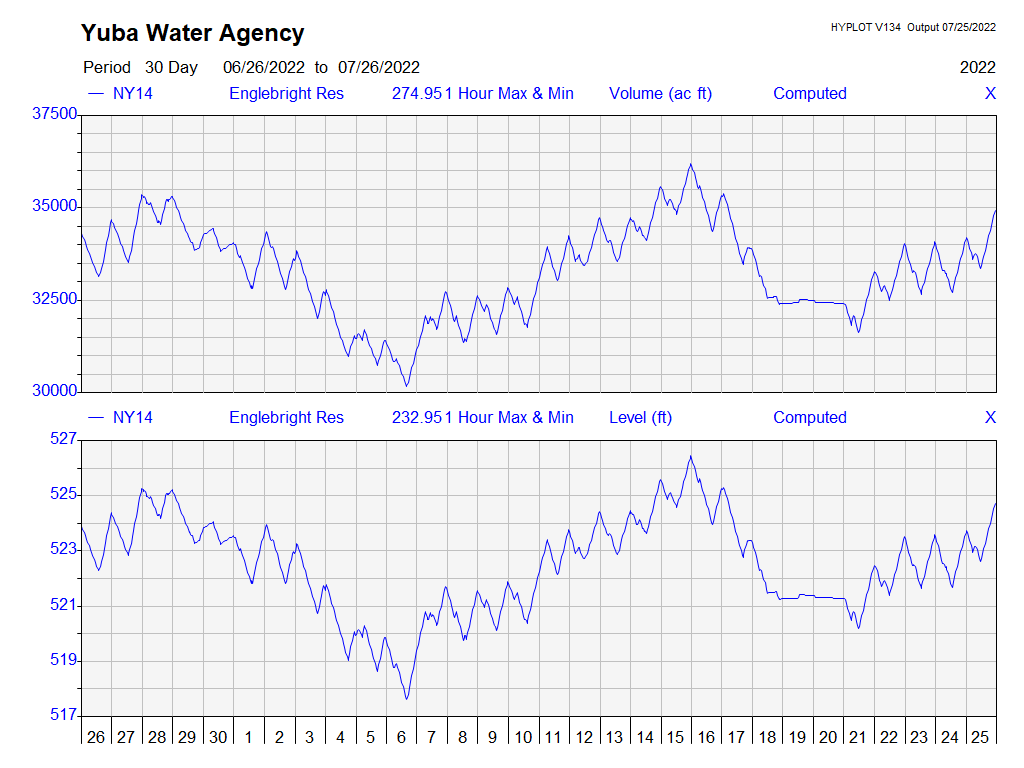 Yuba Water Agency
HYPLOT V134 Output 07/25/2022
Period 30 Day 06/26/2022 to 07/26/2022 2022
NY14 Englebright Res 274.951 Hour Max & Min Volume (ac ft) Computed X
37500
35000
32500
30000
NY14 Englebright Res 232.951 Hour Max & Min Level (ft) Computed X
527
525
523
521
519
517
26 27 28 29 30 1 2 3 4 5 6 7 8 9 10 11 12 13 14 15 16 17 18 19 20 21 22 23 24 25